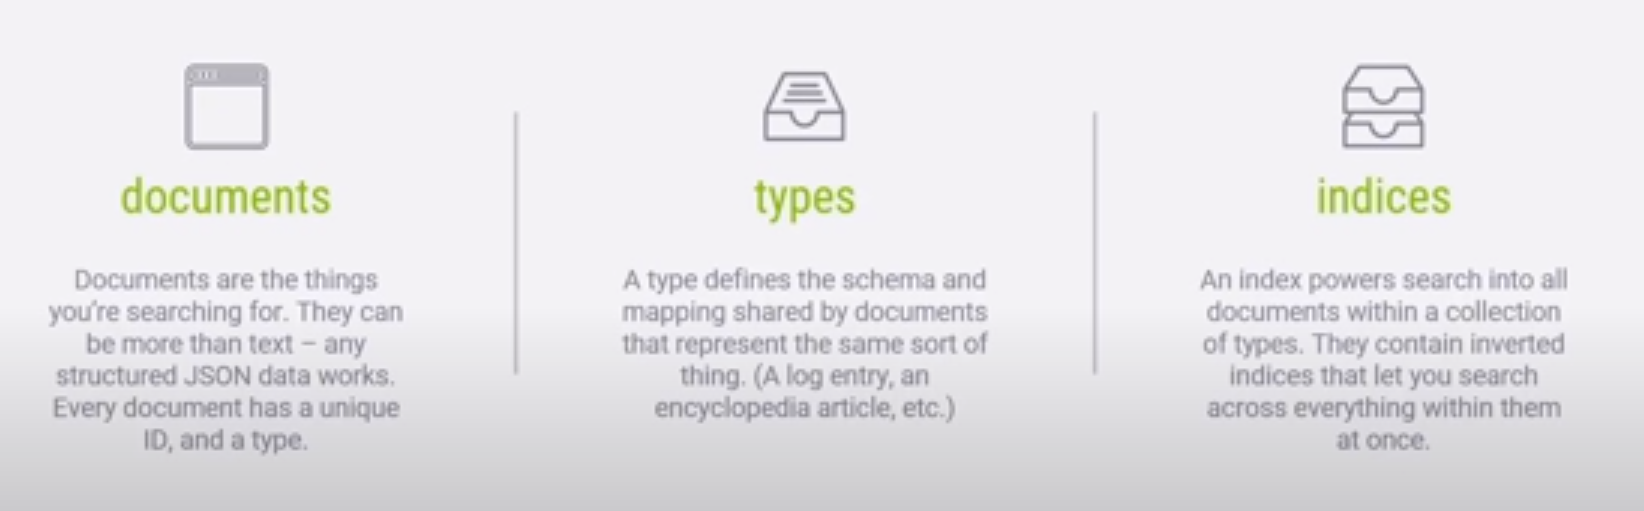 documents
Documents are the things
you're searching for. They can
be more than text – any
structured JSON data works.
Every document has a unique
ID, and a type.
types
A type defines the schema and
mapping shared by documents
that represent the same sort of
thing. (A log entry, an
encyclopedia article, etc.)
indices
An index powers search into all
documents within a collection
of types. They contain inverted
indices that let you search
across everything within them
at once.